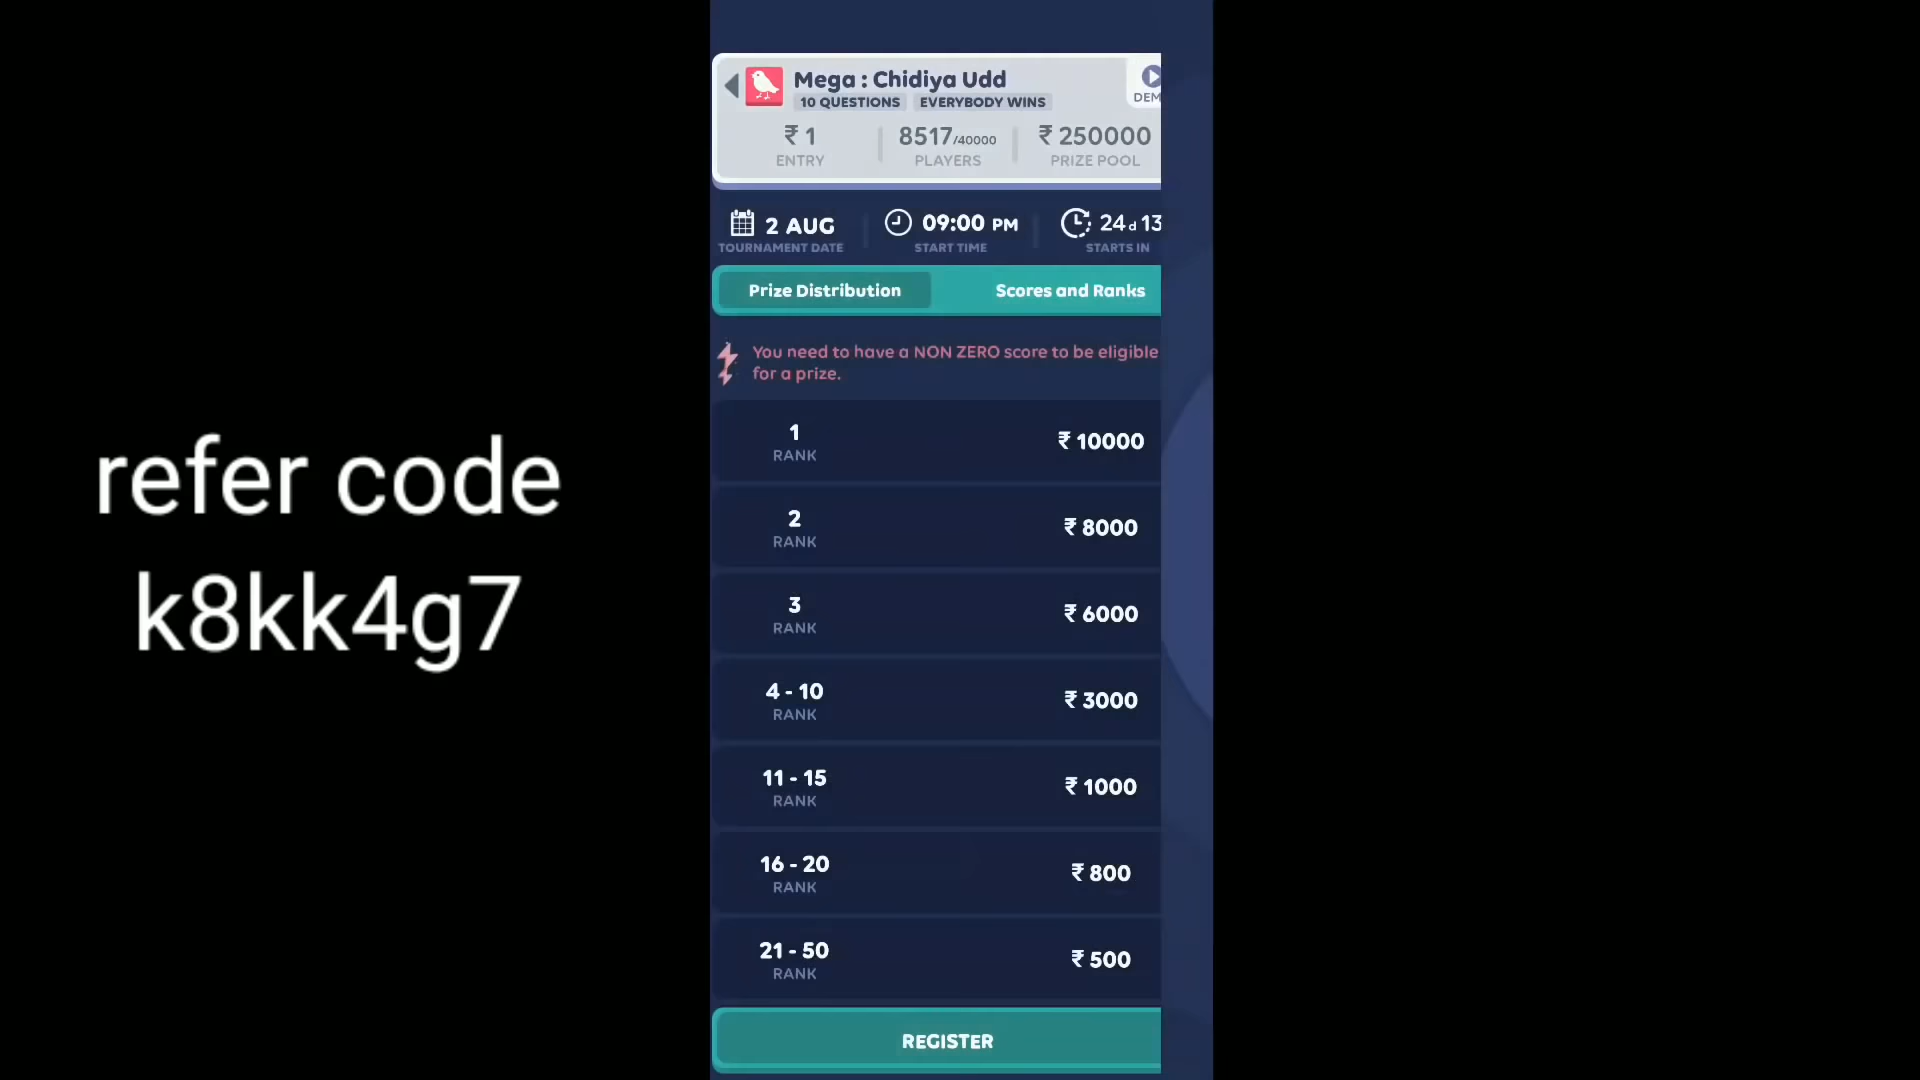 refer code
k8kk4g7
Mega : Chidiya Udd
10 QUESTIONS EVERYBODY WINS
DEM
₹ 1 8517/40000 ₹ 250000
ENTRY PLAYERS PRIZE POOL
2 AUG 09:00 PM 24d 13
TOURNAMENT DATE START TIME STARTS IN
Prize Distribution Scores and Ranks
You need to have a NON ZERO score to be eligible
for a prize.
1 ₹ 10000
RANK
2 ₹ 8000
RANK
3 ₹ 6000
RANK
4 - 10 ₹ 3000
RANK
11 - 15 ₹ 1000
RANK
16 - 20 ₹ 800
RANK
21 - 50 ₹ 500
RANK
REGISTER